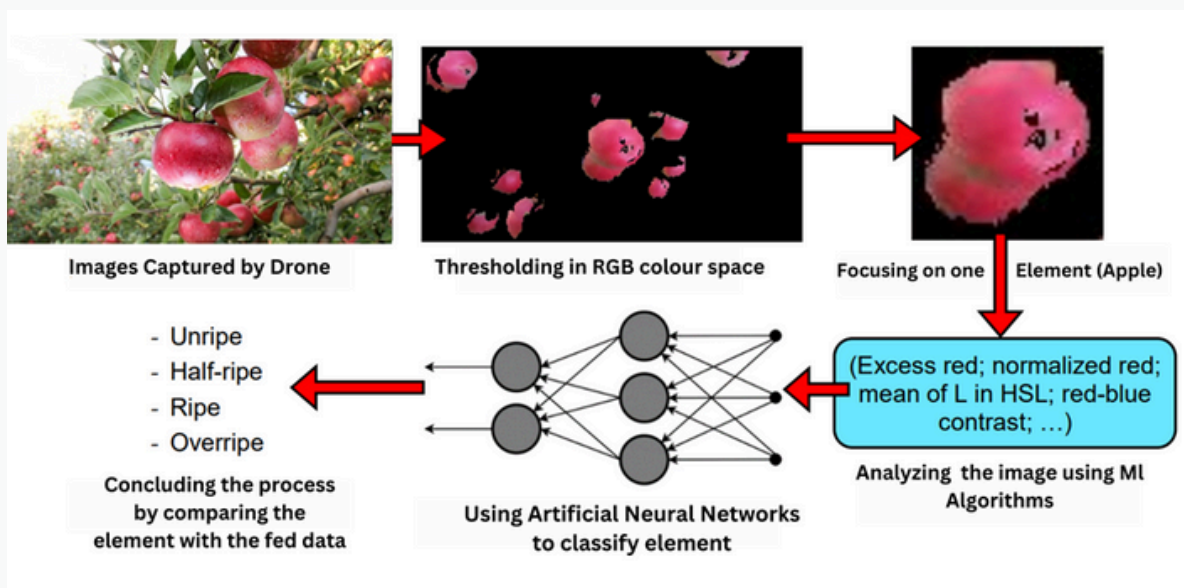 Images Captured by Drone
Thresholding in RGB colour space
Focusing on one
Element (Apple)
(Excess red; normalized red;
mean of L in HSL; red-blue
contrast; …)
Analyzing the image using Ml
Algorithms
Using Artificial Neural Networks
to classify element
- Unripe
- Half-ripe
- Ripe
- Overripe
Concluding the process
by comparing the
element with the fed data